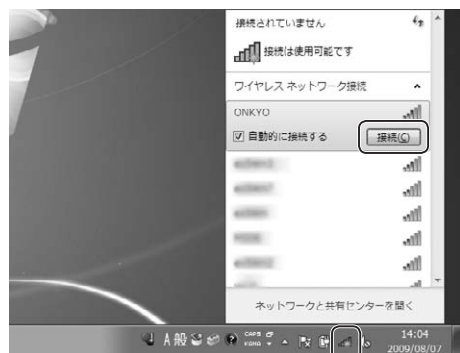 接続されていません
接続は使用可能です
ワイヤレス ネットワーク接続
ONKYO
自動的に接続する
接続(C)
ネットワークと共有センターを開く
A 般
CAPS
KANA
14:04
2009/08/07